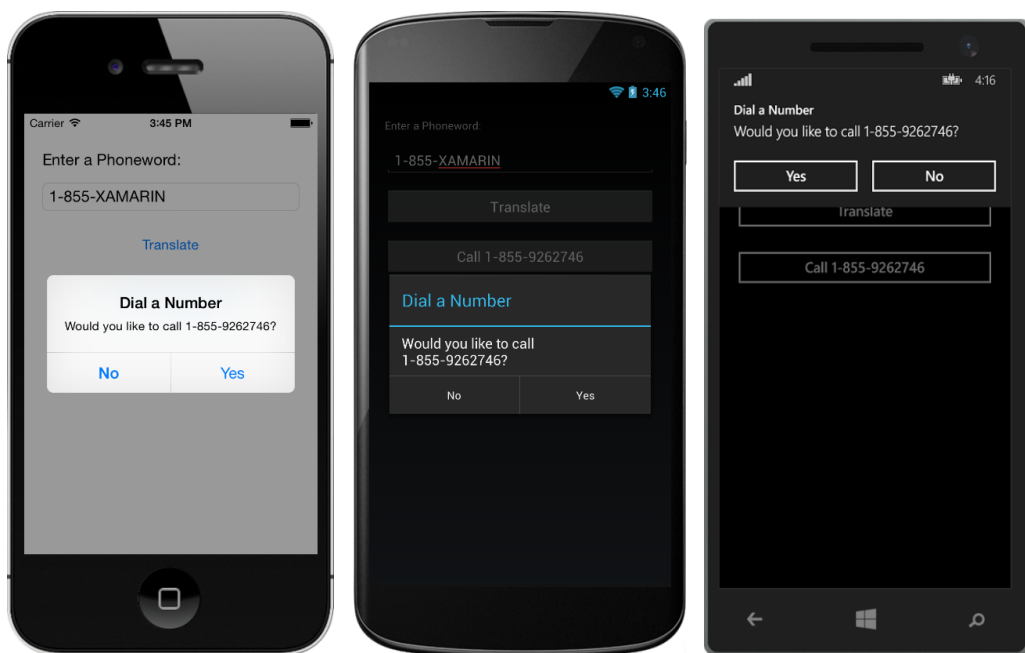 Carrier 3:45 PM
Enter a Phoneword:
1-855-XAMARIN
Translate
Dial a Number
Would you like to call 1-855-9262746?
No Yes
3:46
Enter a Phoneword:
1-855-XAMARIN
Translate
Call 1-855-9262746
Dial a Number
Would you like to call
1-855-9262746?
No Yes
4:16
Dial a Number
Would you like to call 1-855-9262746?
Yes No
Translate
Call 1-855-9262746